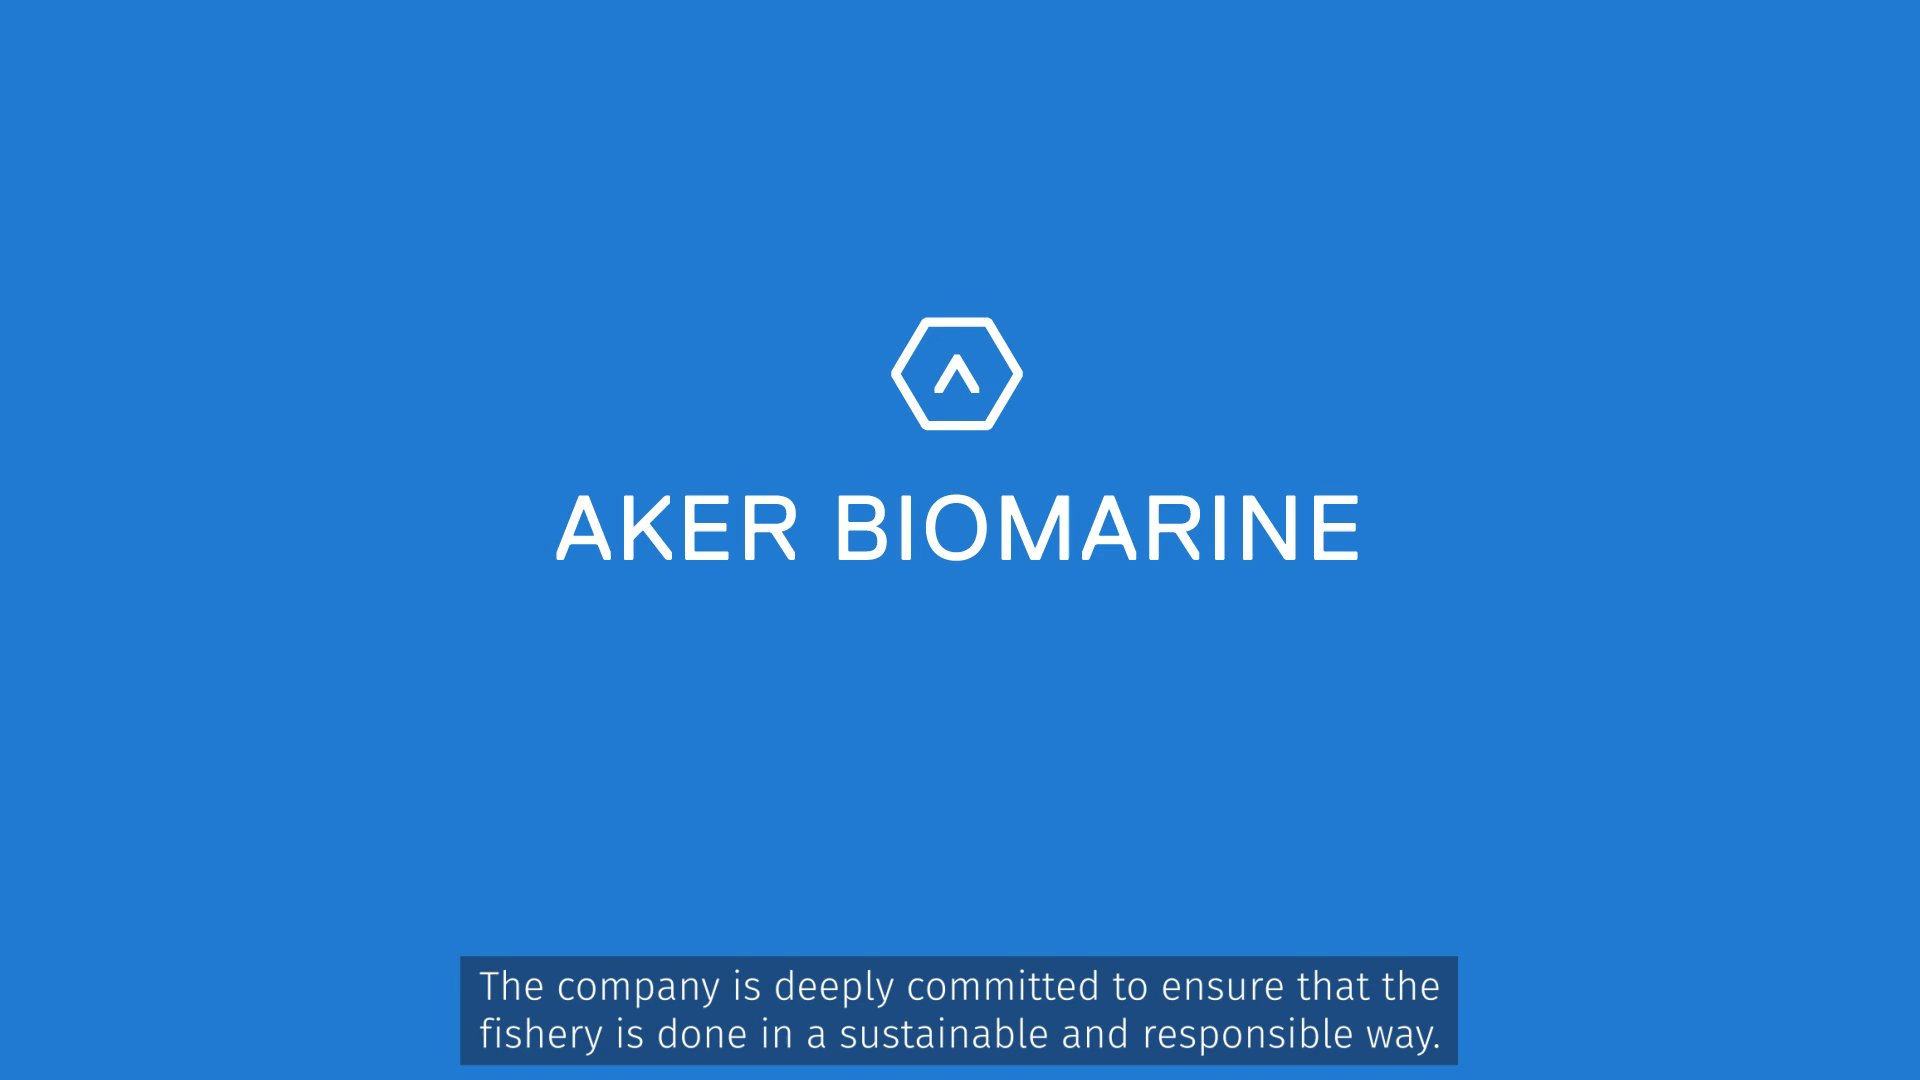 AKER BIOMARINE
The company is deeply committed to ensure that the
fishery is done in a sustainable and responsible way.